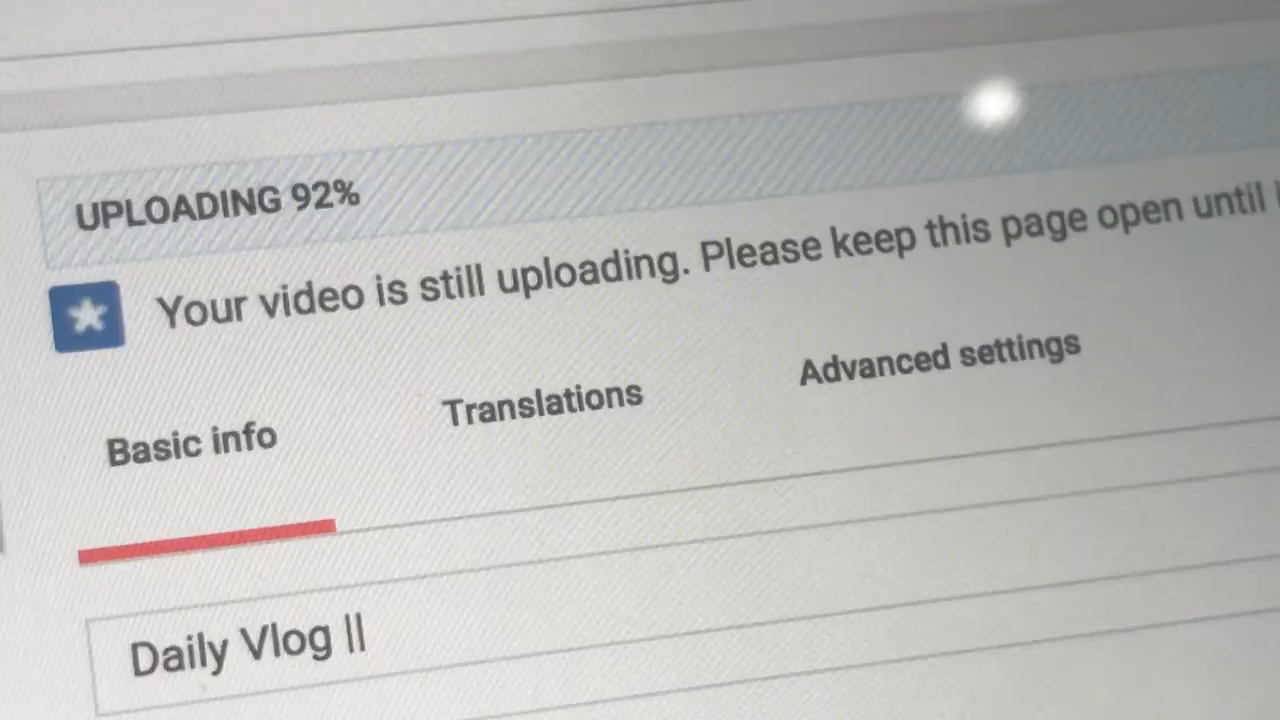 UPLOADING 92%
Your video is still uploading. Please keep this page open until
Basic info Translations Advanced settings
Daily Vlog ||